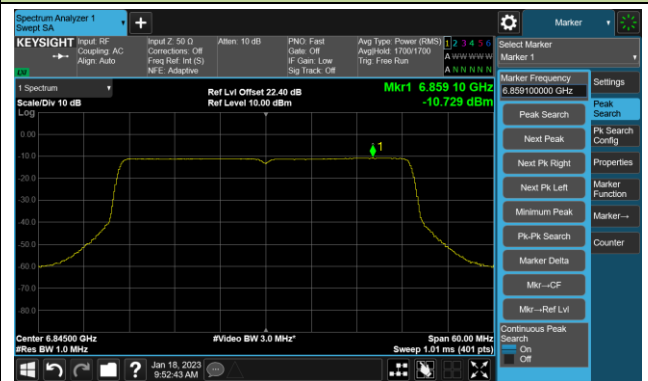 Spectrum Analyzer 1
Swept SA
+
Marker
KEYSIGHT
Input: RF
Coupling: AC
Align: Auto
Input Z: 50 Ω
Corrections: Off
Freq Ref: Int (S)
NFE: Adaptive
Atten: 10 dB
PNO: Fast
Gate: Off
IF Gain: Low
Sig Track: Off
Avg Type: Power (RMS)
Avg|Hold: 1700/1700
Trig: Free Run
1 2 3 4 5 6
A W W W W W
A N N N N N
LXI
Select Marker
Marker 1
1 Spectrum
Scale/Div 10 dB
Log
Ref Lvl Offset 22.40 dB
Ref Level 10.00 dBm
Mkr1 6.859 10 GHz
-10.729 dBm
0.00
-10.0
-20.0
-30.0
-40.0
-50.0
-60.0
-70.0
-80.0
1
Center 6.84500 GHz
#Res BW 1.0 MHz
#Video BW 3.0 MHz*
Span 60.00 MHz
Sweep 1.01 ms (401 pts)
Marker Frequency
6.859100000 GHz
Peak Search
Next Peak
Next Pk Right
Next Pk Left
Minimum Peak
Pk-Pk Search
Marker Delta
Mkr→CF
Mkr→Ref Lvl
Continuous Peak
Search
On
Off
Settings
Peak
Search
Pk Search
Config
Properties
Marker
Function
Marker→
Counter
?
Jan 18, 2023
9:52:43 AM